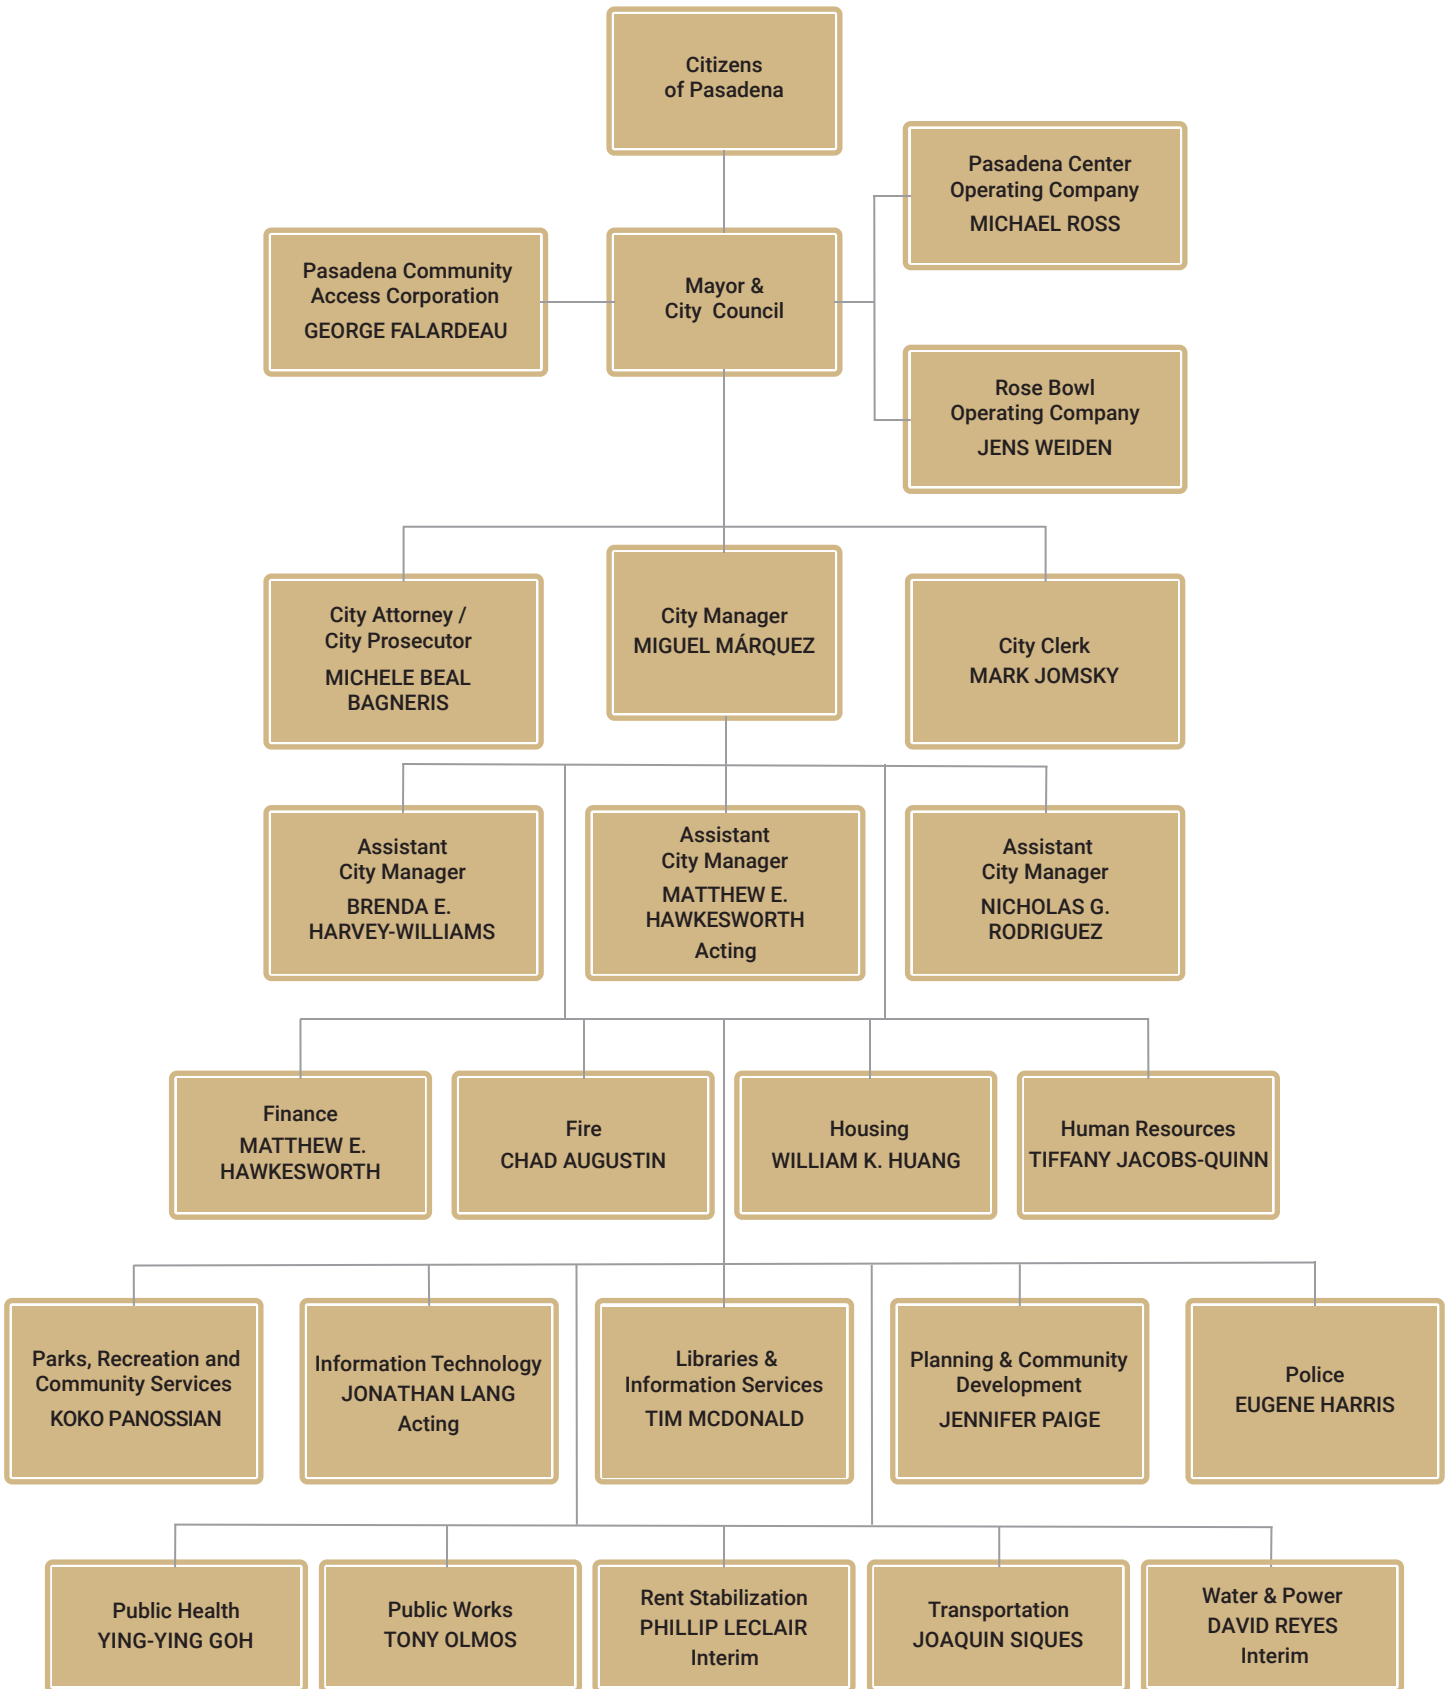 Citizens
of Pasadena
Pasadena Center
Operating Company
MICHAEL ROSS
Pasadena Community
Access Corporation
GEORGE FALARDEAU
Mayor &
City Council
Rose Bowl
Operating Company
JENS WEIDEN
City Attorney /
City Prosecutor
MICHELE BEAL
BAGNERIS
City Manager
MIGUEL MÁRQUEZ
City Clerk
MARK JOMSKY
Assistant
City Manager
BRENDA E.
HARVEY-WILLIAMS
Assistant
City Manager
MATTHEW E.
HAWKESWORTH
Acting
Assistant
City Manager
NICHOLAS G.
RODRIGUEZ
Finance
MATTHEW E.
HAWKESWORTH
Fire
CHAD AUGUSTIN
Housing
WILLIAM K. HUANG
Human Resources
TIFFANY JACOBS-QUINN
Parks, Recreation and
Community Services
KOKO PANOSSIAN
Information Technology
JONATHAN LANG
Acting
Libraries &
Information Services
TIM MCDONALD
Planning & Community
Development
JENNIFER PAIGE
Police
EUGENE HARRIS
Public Health
YING-YING GOH
Public Works
TONY OLMOS
Rent Stabilization
PHILLIP LECLAIR
Interim
Transportation
JOAQUIN SIQUES
Water & Power
DAVID REYES
Interim